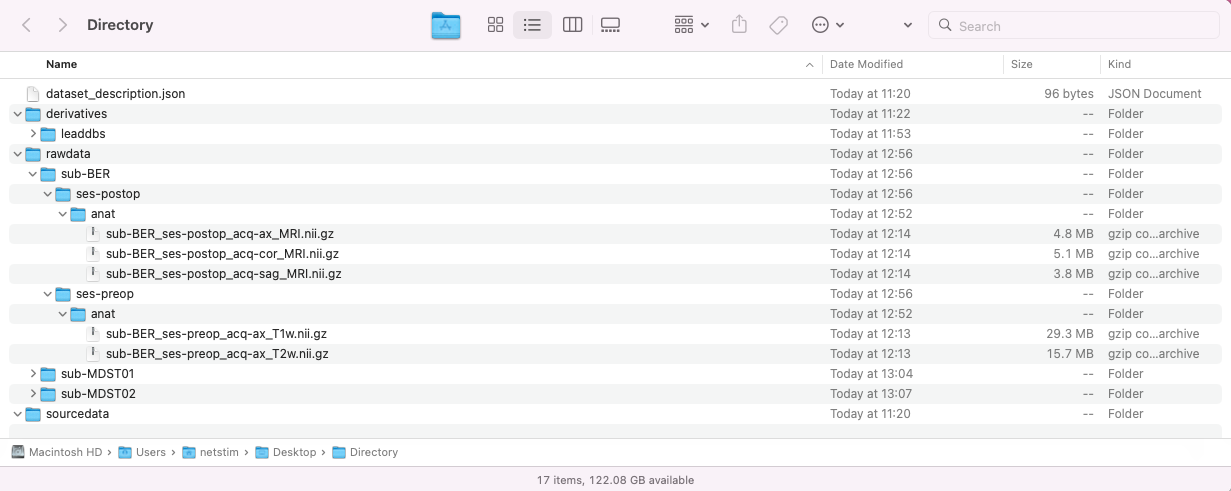 Directory
Search
Name Date Modified Size Kind
dataset_description.json Today at 11:20 96 bytes JSON Document
derivatives Today at 11:22 -- Folder
leaddbs Today at 11:53 -- Folder
rawdata Today at 12:56 -- Folder
sub-BER Today at 12:56 -- Folder
ses-postop Today at 12:56 -- Folder
anat Today at 12:52 -- Folder
sub-BER_ses-postop_acq-ax_MRI.nii.gz Today at 12:14 4.8 MB gzip co...archive
sub-BER_ses-postop_acq-cor_MRI.nii.gz Today at 12:14 5.1 MB gzip co...archive
sub-BER_ses-postop_acq-sag_MRI.nii.gz Today at 12:14 3.8 MB gzip co...archive
ses-preop Today at 12:56 -- Folder
anat Today at 12:52 -- Folder
sub-BER_ses-preop_acq-ax_T1w.nii.gz Today at 12:13 29.3 MB gzip co...archive
sub-BER_ses-preop_acq-ax_T2w.nii.gz Today at 12:13 15.7 MB gzip co...archive
sub-MDST01 Today at 13:04 -- Folder
sub-MDST02 Today at 13:07 -- Folder
sourcedata Today at 11:20 -- Folder
Macintosh HD › Users › netstim › Desktop › Directory
17 items, 122.08 GB available